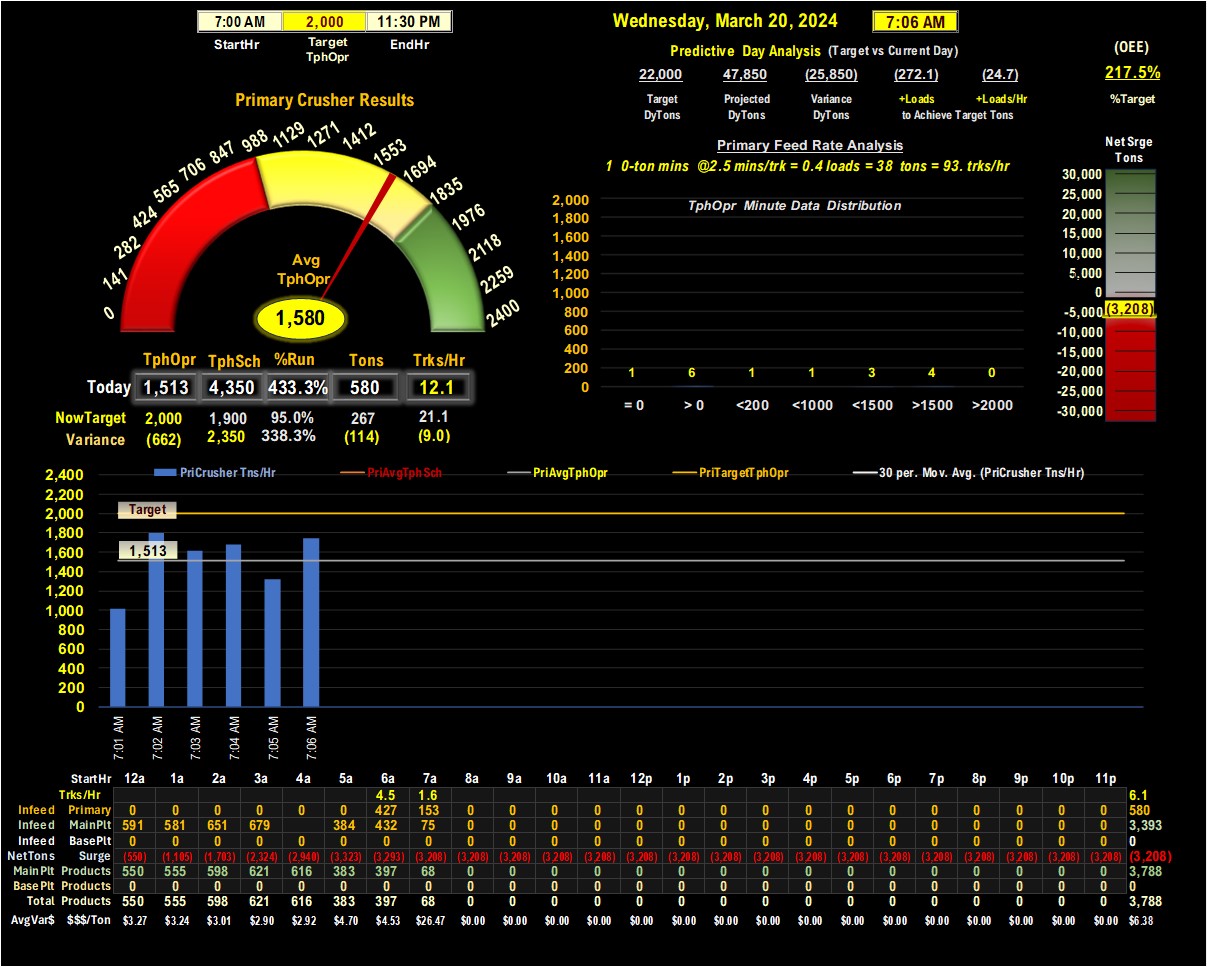 7:00 AM 2,000 11:30 PM
StartHr Target TphOpr EndHr
Wednesday, March 20, 2024 7:06 AM
Predictive Day Analysis (Target vs Current Day)
22,000 47,850 (25,850) (272.1) (24.7)
Target Projected Variance +Loads +Loads/Hr
DyTons DyTons DyTons to Achieve Target Tons
(OEE)
217.5%
%Target
Primary Crusher Results
0 141 282 424 565 706 847 988 1129 1271 1412 1553 1694 1835 1976 2118 2259 2400
Avg
TphOpr
1,580
Primary Feed Rate Analysis
1 0-ton mins @2.5 mins/trk = 0.4 loads = 38 tons = 93. trks/hr
TphOpr Minute Data Distribution
2,000
1,800
1,600
1,400
1,200
1,000
800
600
400
200
0
1 6 1 1 3 4 0
= 0 > 0 <200 <1000 <1500 >1500 >2000
Net Srge
Tons
30,000
25,000
20,000
15,000
10,000
5,000
0
-5,000 (3,208)
-10,000
-15,000
-20,000
-25,000
-30,000
TphOpr TphSch %Run Tons Trks/Hr
Today 1,513 4,350 433.3% 580 12.1
NowTarget 2,000 1,900 95.0% 267 21.1
Variance (662) 2,350 338.3% (114) (9.0)
PriCrusher Tns/Hr PriAvgTphSch PriAvgTphOpr PriTargetTphOpr 30 per. Mov. Avg. (PriCrusher Tns/Hr)
2,400
2,200
2,000
1,800
1,600
1,400
1,200
1,000
800
600
400
200
0
Target
1,513
7:01 AM 7:02 AM 7:03 AM 7:04 AM 7:05 AM 7:06 AM
StartHr 12a 1a 2a 3a 4a 5a 6a 7a 8a 9a 10a 11a 12p 1p 2p 3p 4p 5p 6p 7p 8p 9p 10p 11p
Trks/Hr 4.5 1.6 6.1
Infeed Primary 0 0 0 0 0 0 427 153 0 0 0 0 0 0 0 0 0 0 0 0 0 0 0 0 580
Infeed MainPlt 591 581 651 679 384 432 75 0 0 0 0 0 0 0 0 0 0 0 0 0 0 0 0 3,393
Infeed BasePlt 0 0 0 0 0 0 0 0 0 0 0 0 0 0 0 0 0 0 0 0 0 0 0 0 0
NetTons Surge (550) (1,105) (1,703) (2,324) (2,940) (3,323) (3,293) (3,208) (3,208) (3,208) (3,208) (3,208) (3,208) (3,208) (3,208) (3,208) (3,208) (3,208) (3,208) (3,208) (3,208) (3,208) (3,208) (3,208) (3,208)
MainPlt Products 550 555 598 621 616 383 397 68 0 0 0 0 0 0 0 0 0 0 0 0 0 0 0 0 3,788
BasePlt Products 0 0 0 0 0 0 0 0 0 0 0 0 0 0 0 0 0 0 0 0 0 0 0 0 0
Total Products 550 555 598 621 616 383 397 68 0 0 0 0 0 0 0 0 0 0 0 0 0 0 0 0 3,788
AvgVar$ $$$/Ton $3.27 $3.24 $3.01 $2.90 $2.92 $4.70 $4.53 $26.47 $0.00 $0.00 $0.00 $0.00 $0.00 $0.00 $0.00 $0.00 $0.00 $0.00 $0.00 $0.00 $0.00 $0.00 $0.00 $0.00 $6.38